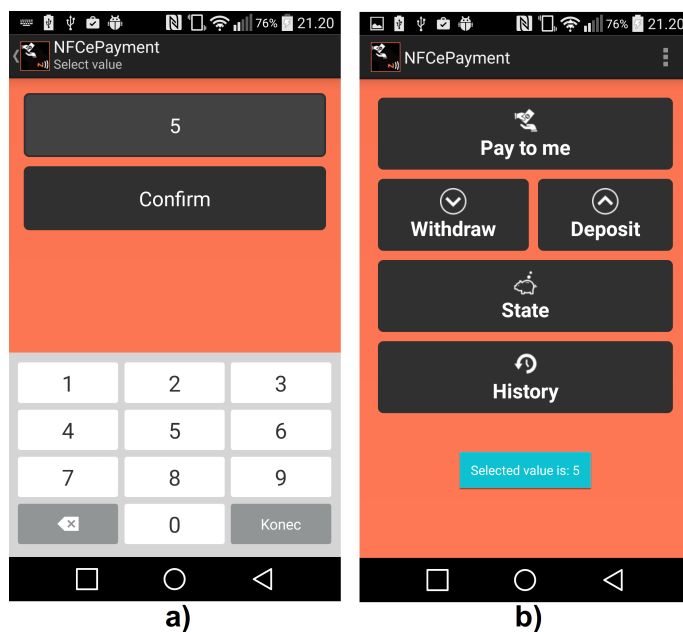 76% 21.20
NFCePayment
Select value
5
Confirm
1 2 3
4 5 6
7 8 9
0 Konec
a)
76% 21.20
NFCePayment
Pay to me
Withdraw Deposit
State
History
Selected value is: 5
b)